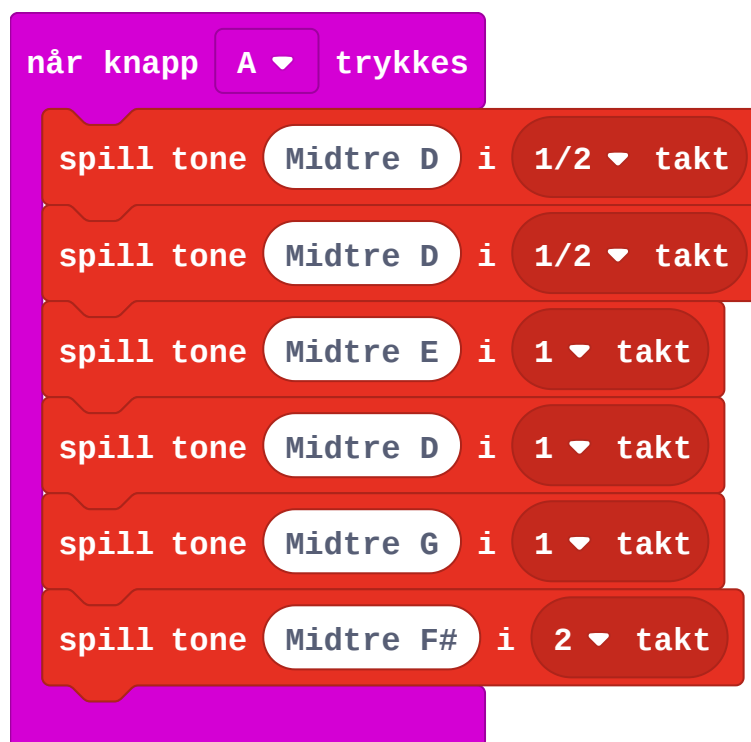 når knapp A trykkes
spill tone Midtre D i 1/2 takt
spill tone Midtre D i 1/2 takt
spill tone Midtre E i 1 takt
spill tone Midtre D i 1 takt
spill tone Midtre G i 1 takt
spill tone Midtre F# i 2 takt